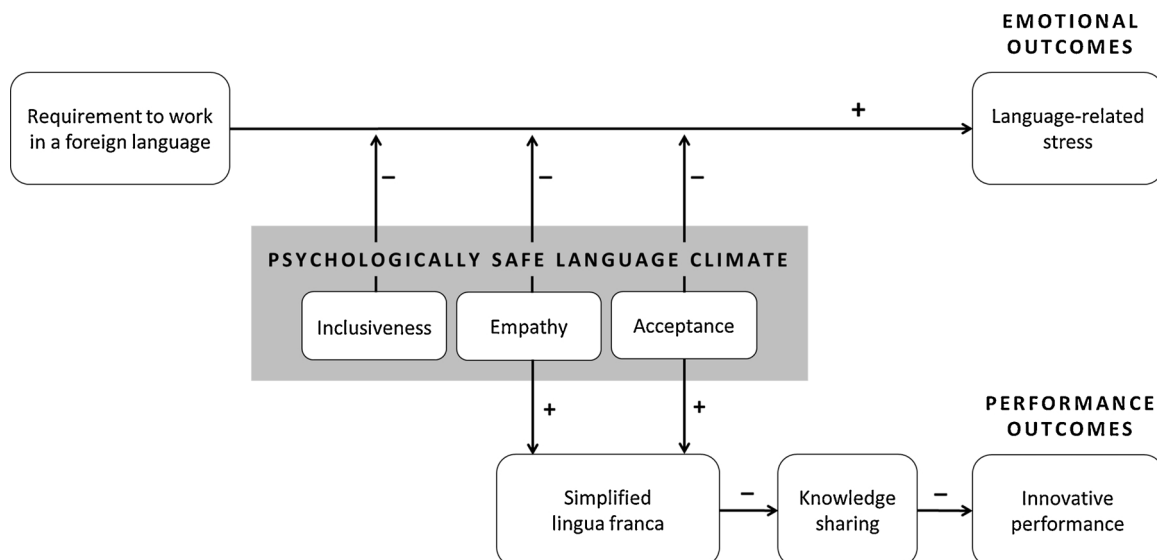 EMOTIONAL
OUTCOMES
Requirement to work
in a foreign language
+
Language-related
stress
– – –
PSYCHOLOGICALLY SAFE LANGUAGE CLIMATE
Inclusiveness Empathy Acceptance
+ +
PERFORMANCE
OUTCOMES
Simplified
lingua franca
–
Knowledge
sharing
–
Innovative
performance